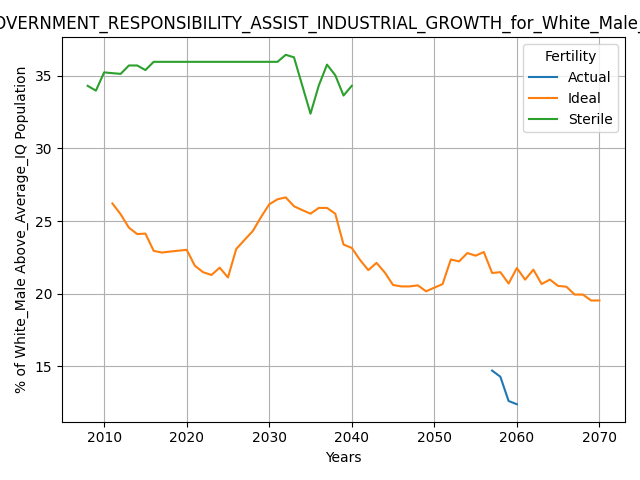 OVERNMENT_RESPONSIBILITY_ASSIST_INDUSTRIAL_GROWTH_for_White_Male_
Fertility
Actual
Ideal
Sterile
% of White_Male Above_Average_IQ Population
35
30
25
20
15
2010 2020 2030 2040 2050 2060 2070
Years